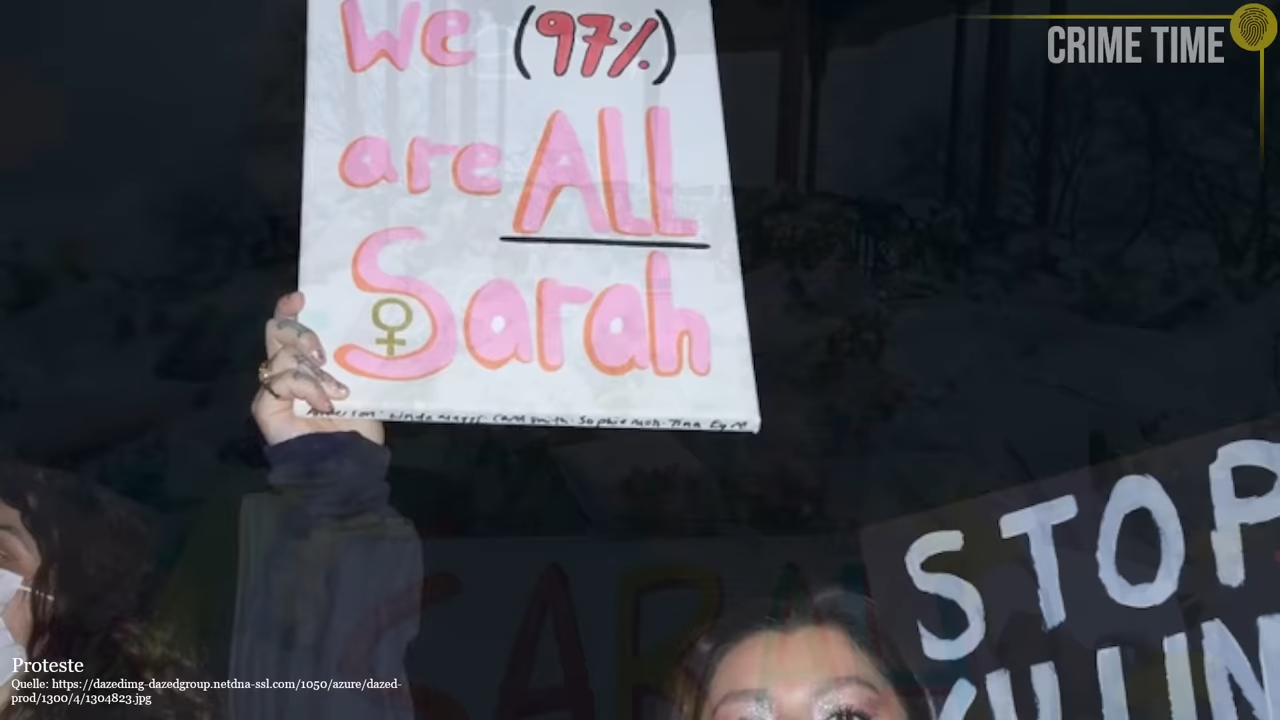 We (97%)
are ALL
Sarah
CRIME TIME
STOP
Proteste
Quelle: https://dazedimg-dazedgroup.netdna-ssl.com/1050/azure/dazed-
prod/1300/4/1304823.jpg